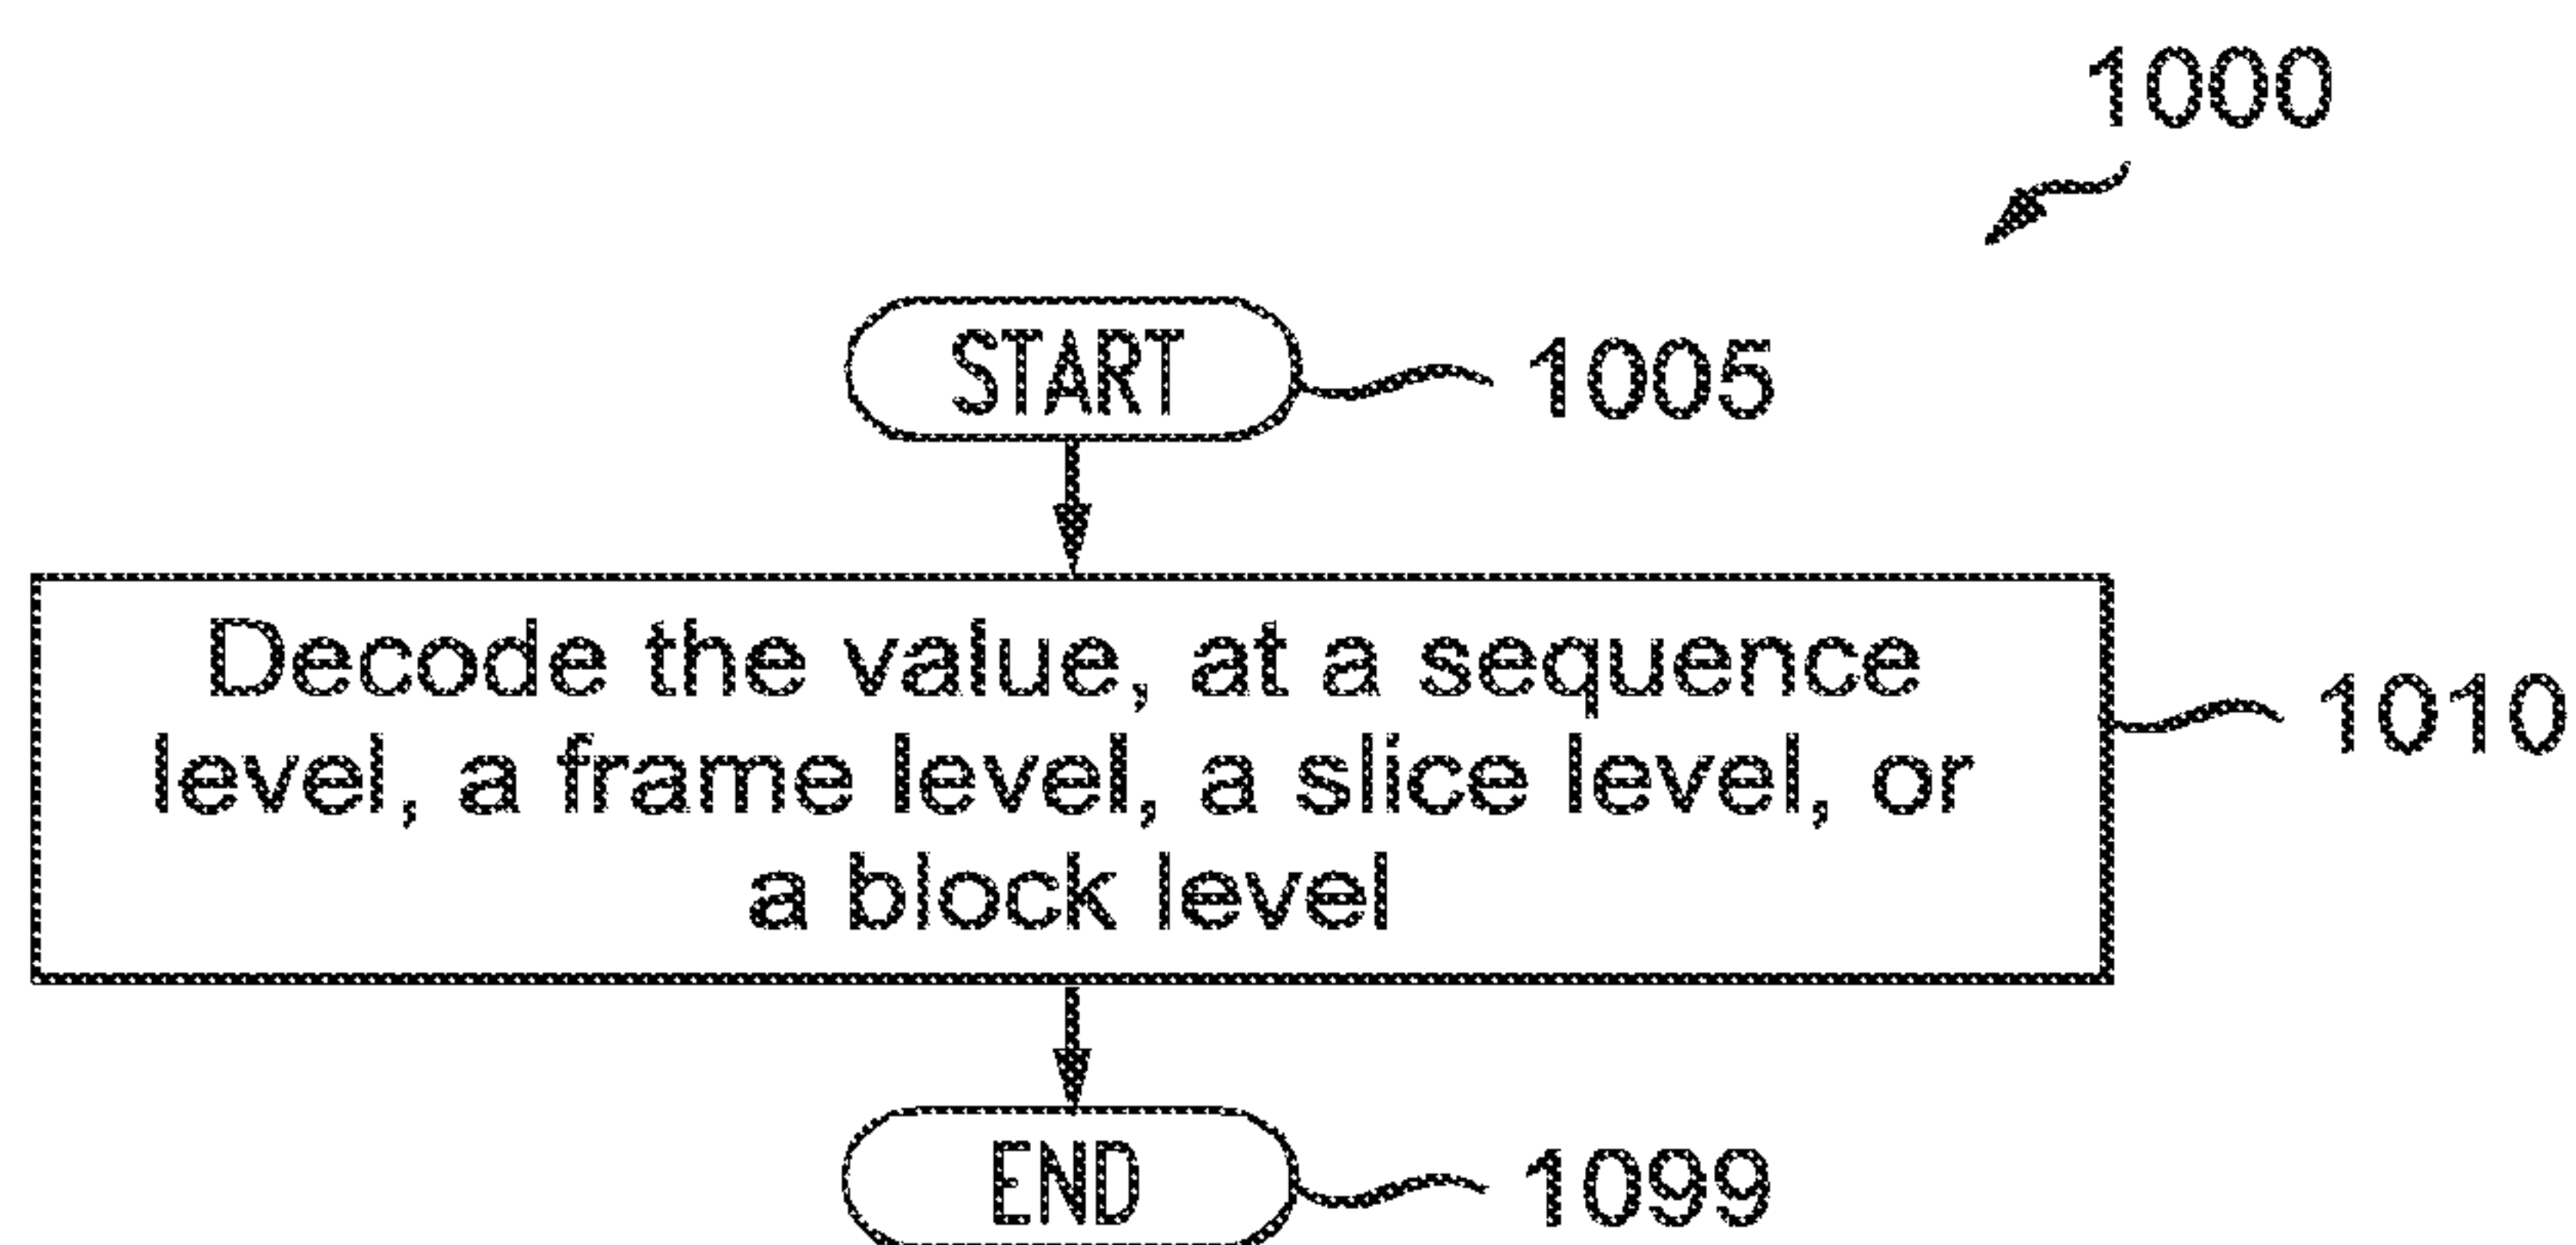 1000
START
1005
Decode the value, at a sequence
level, a frame level, a slice level, or
a block level
1010
END
1099